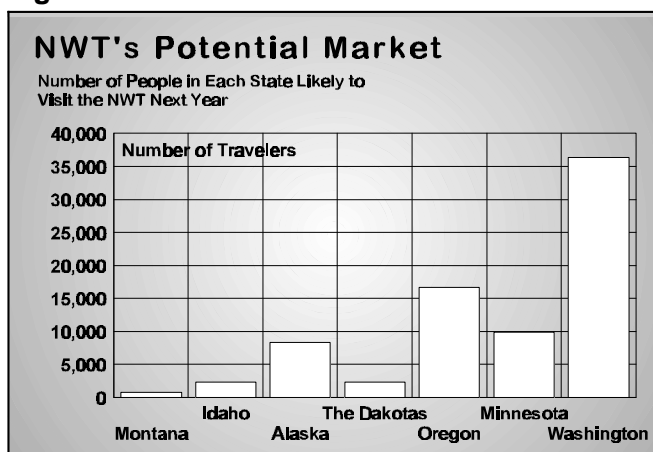 NWT's Potential Market
Number of People in Each State Likely to
Visit the NWT Next Year
40,000
Number of Travelers
35,000
30,000
25,000
20,000
15,000
10,000
5,000
0
Idaho The Dakotas Minnesota
Montana Alaska Oregon Washington